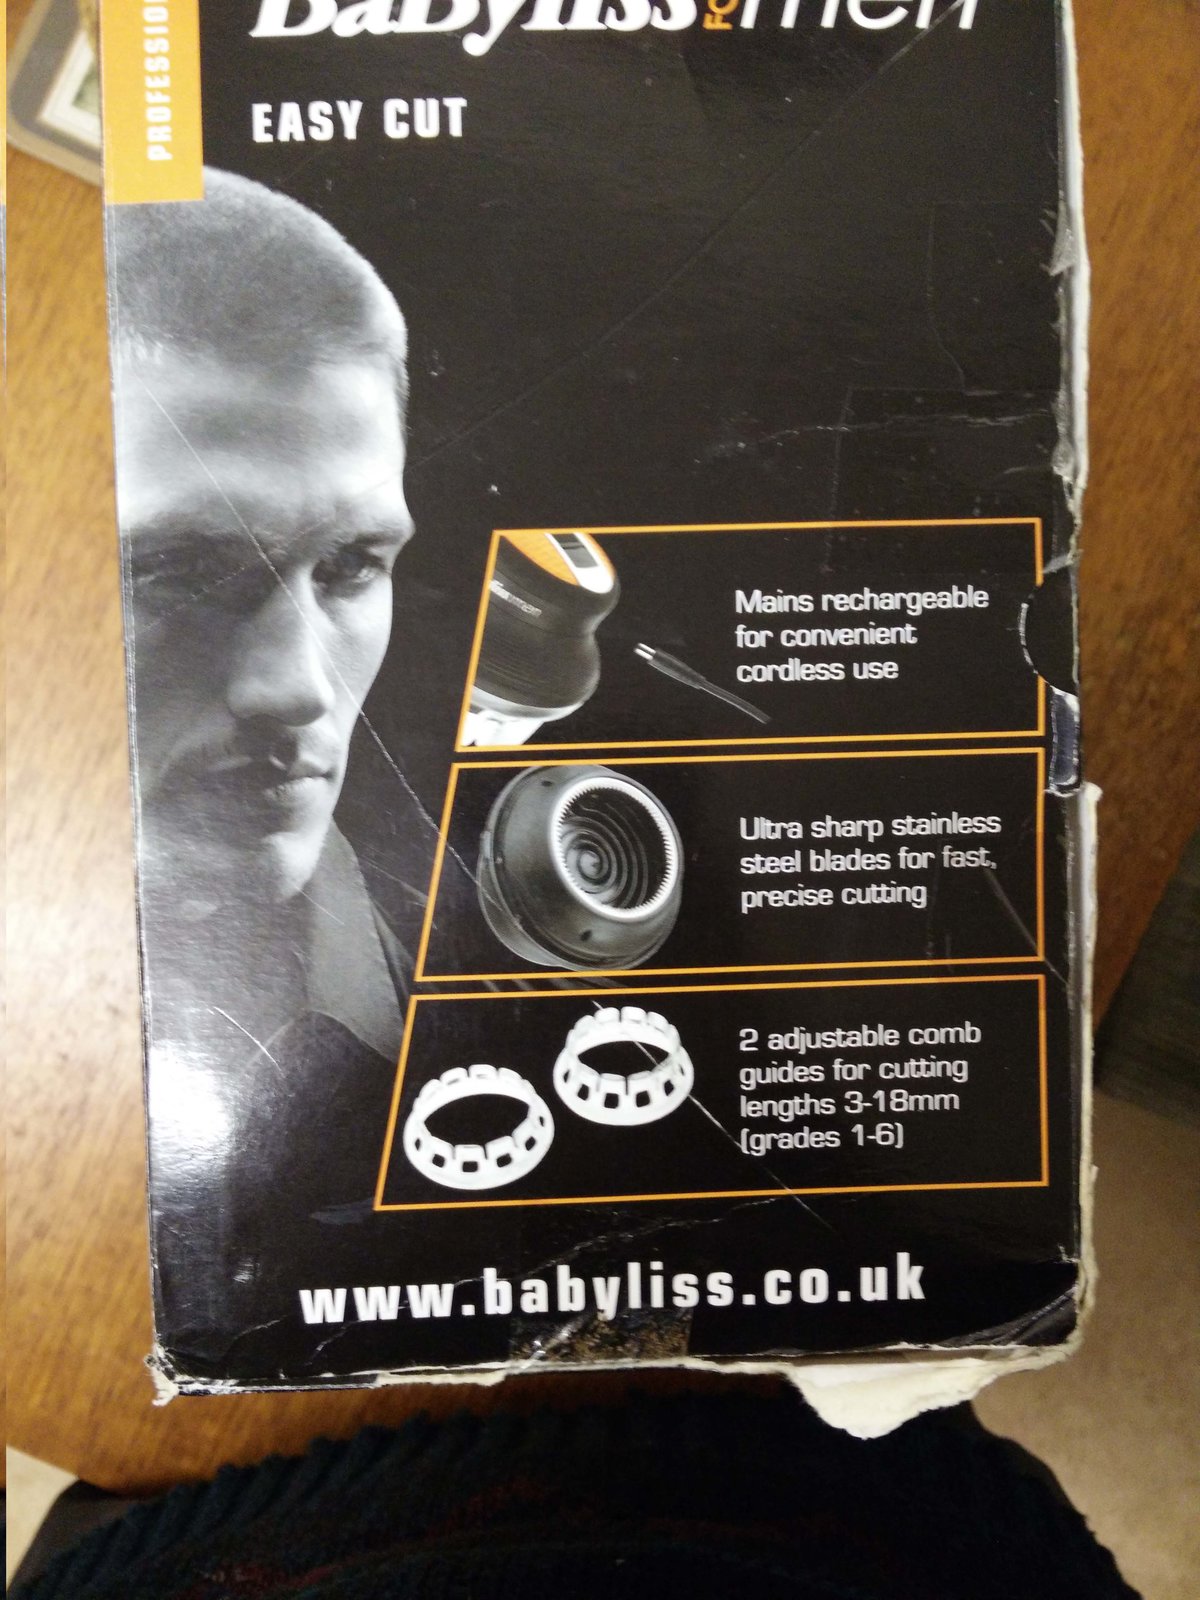 PROFESSION
BaByliss FOR men
EASY CUT
Mains rechargeable
for convenient
cordless use
Ultra sharp stainless
steel blades for fast,
precise cutting
2 adjustable comb
guides for cutting
lengths 3-18mm
(grades 1-6)
www.babyliss.co.uk